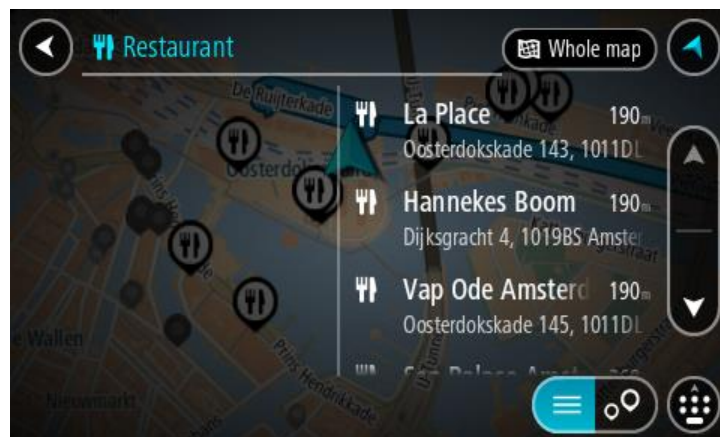 Restaurant
Whole map
La Place 190m
Oosterdokskade 143, 1011DL
Hannekes Boom 190m
Dijksgracht 4, 1019BS Amster
Vap Ode Amsterd 190m
Oosterdokskade 145, 1011DL
De Ruijterkade
Prins Hendrikkade
e Wallen
Nieuwmarkt